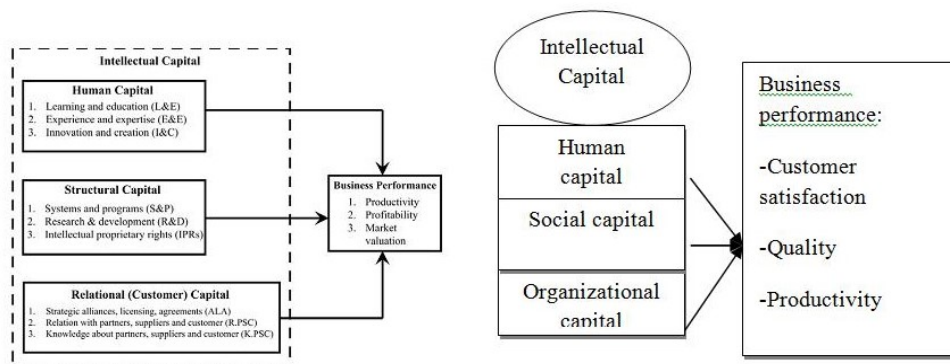 Intellectual Capital
Human Capital
1. Learning and education (L&E)
2. Experience and expertise (E&E)
3. Innovation and creation (I&C)
Structural Capital
1. Systems and programs (S&P)
2. Research & development (R&D)
3. Intellectual proprietary rights (IPRs)
Relational (Customer) Capital
1. Strategic alliances, licensing, agreements (ALA)
2. Relation with partners, suppliers and customer (R.PSC)
3. Knowledge about partners, suppliers and customer (K.PSC)
Business Performance
1. Productivity
2. Profitability
3. Market
valuation
Intellectual
Capital
Human
capital
Social capital
Organizational
capital
Business
performance:
-Customer
satisfaction
-Quality
-Productivity